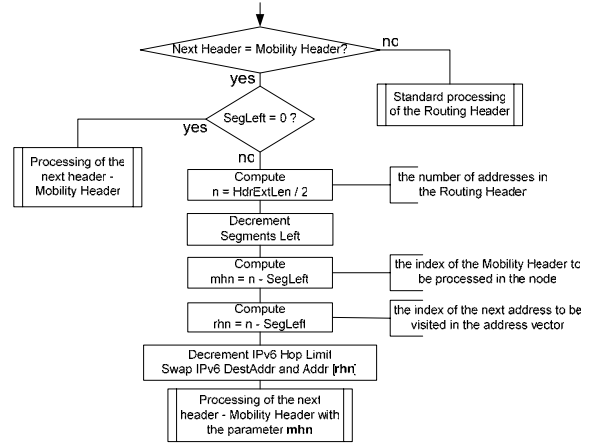 Next Header = Mobility Header?
no
yes
Standard processing
of the Routing Header
SegLeft = 0 ?
yes
no
Processing of the
next header -
Mobility Header
Compute
n = HdrExtLen / 2
the number of addresses in
the Routing Header
Decrement
Segments Left
Compute
mhn = n - SegLeft
the index of the Mobility Header to
be processed in the node
Compute
rhn = n - SegLeft
the index of the next address to be
visited in the address vector
Decrement IPv6 Hop Limit
Swap IPv6 DestAddr and Addr [rhn]
Processing of the next
header - Mobility Header with
the parameter mhn